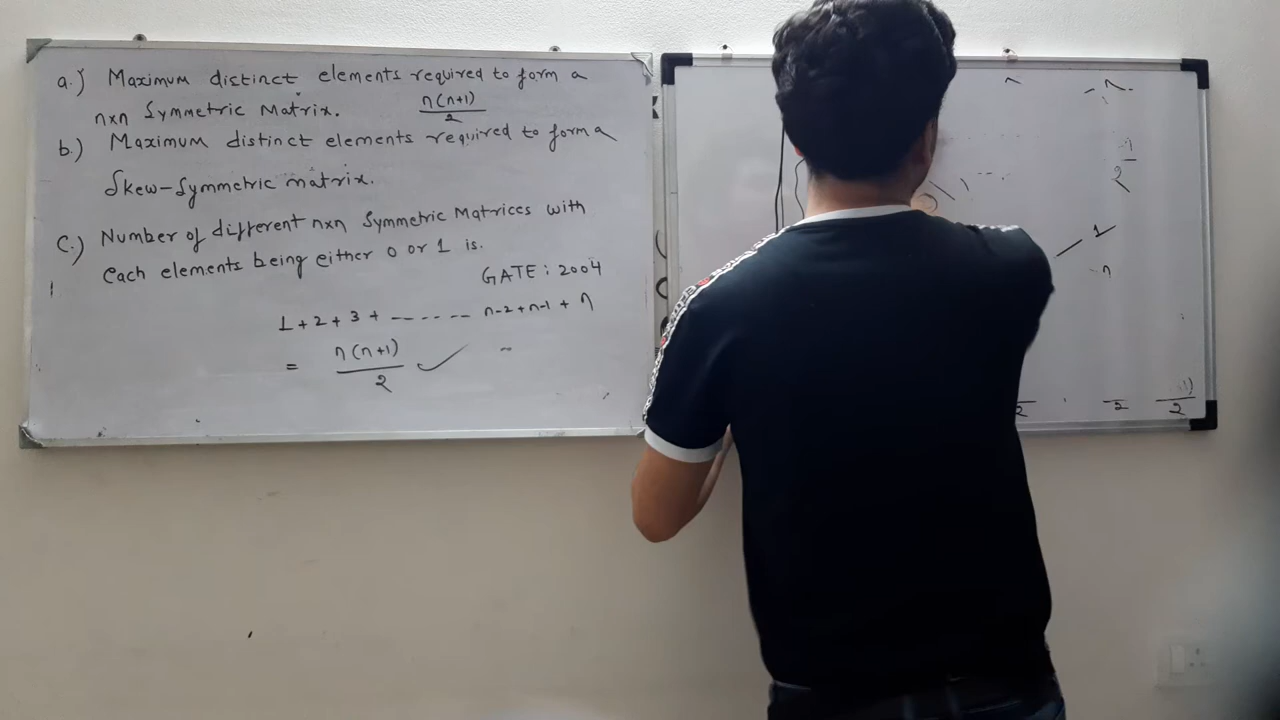 a.) Maximum distinct elements required to form a
nxn Symmetric Matrix. n(n+1)/2
b.) Maximum distinct elements required to form a
Skew-Symmetric matrix.
C.) Number of different nxn Symmetric Matrices with
each elements being either 0 or 1 is.
GATE : 2004
1 + 2 + 3 + ------ n-2 + n-1 + n
= n(n+1)/2 ✓